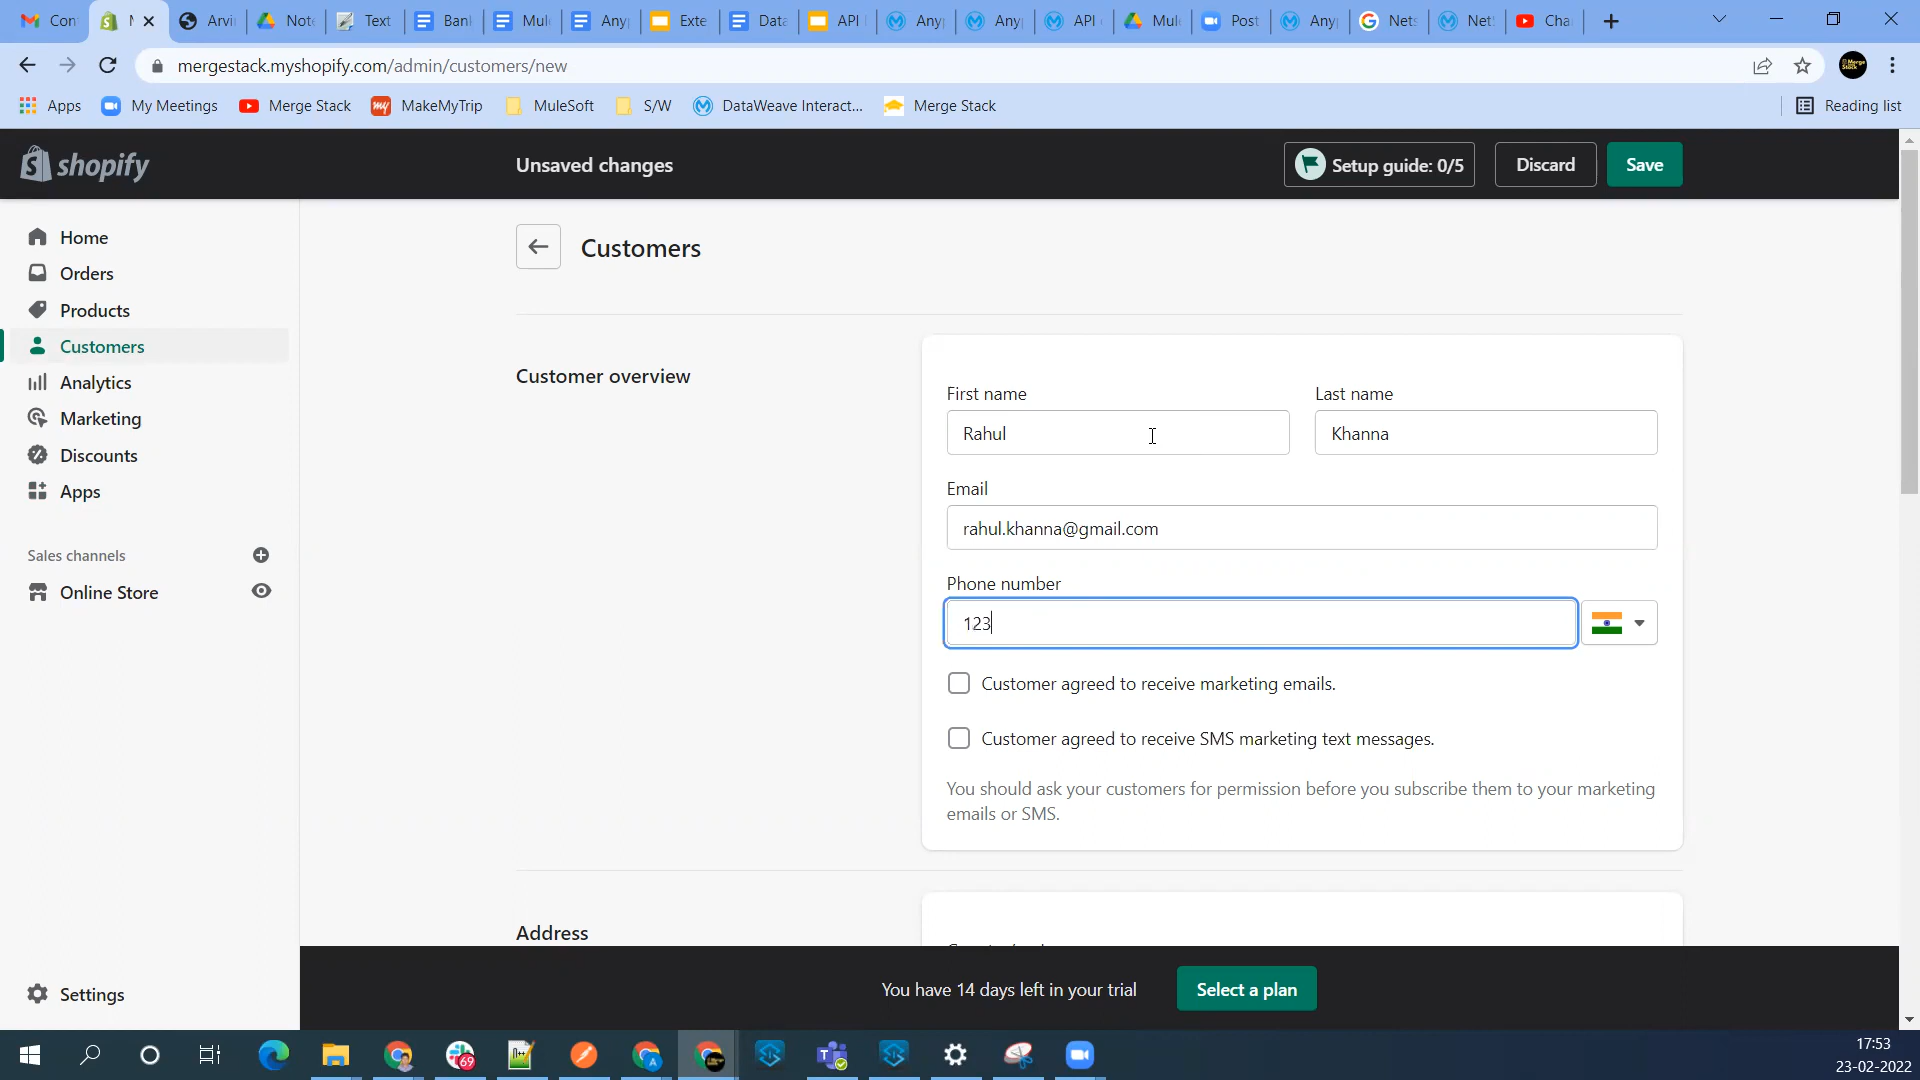 Con
Arvi
Note
Text
Bank
Mule
Any
Exte
Data
API
Any
Any
API
Mul
Post
Any
Nets
Net
Cha
mergestack.myshopify.com/admin/customers/new
Apps
My Meetings
Merge Stack
MakeMyTrip
MuleSoft
S/W
DataWeave Interact...
Merge Stack
Reading list
shopify
Unsaved changes
Setup guide: 0/5
Discard
Save
Home
Orders
Products
Customers
Analytics
Marketing
Discounts
Apps
Sales channels
Online Store
Settings
Customers
Customer overview
First name
Last name
Rahul
Khanna
Email
rahul.khanna@gmail.com
Phone number
123
Customer agreed to receive marketing emails.
Customer agreed to receive SMS marketing text messages.
You should ask your customers for permission before you subscribe them to your marketing
emails or SMS.
Address
You have 14 days left in your trial
Select a plan
69
17:53
23-02-2022